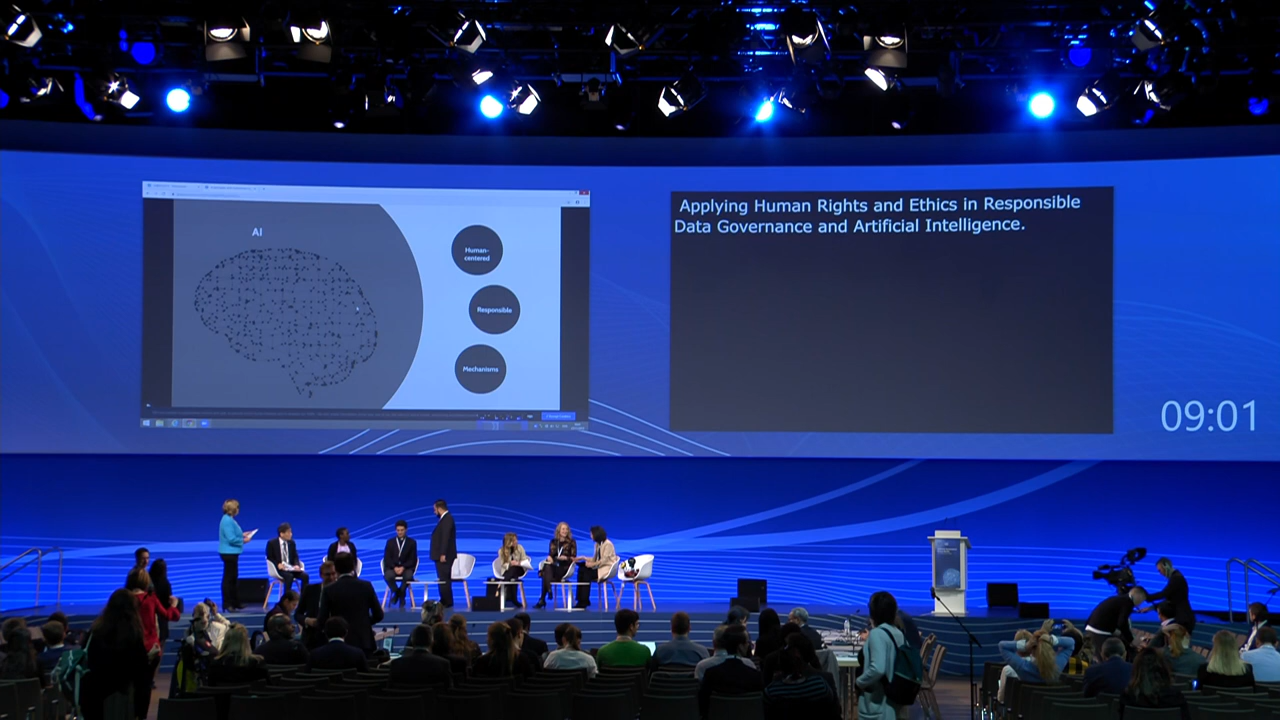 AI
Human-
centered
Responsible
Mechanisms
Applying Human Rights and Ethics in Responsible
Data Governance and Artificial Intelligence.
09:01